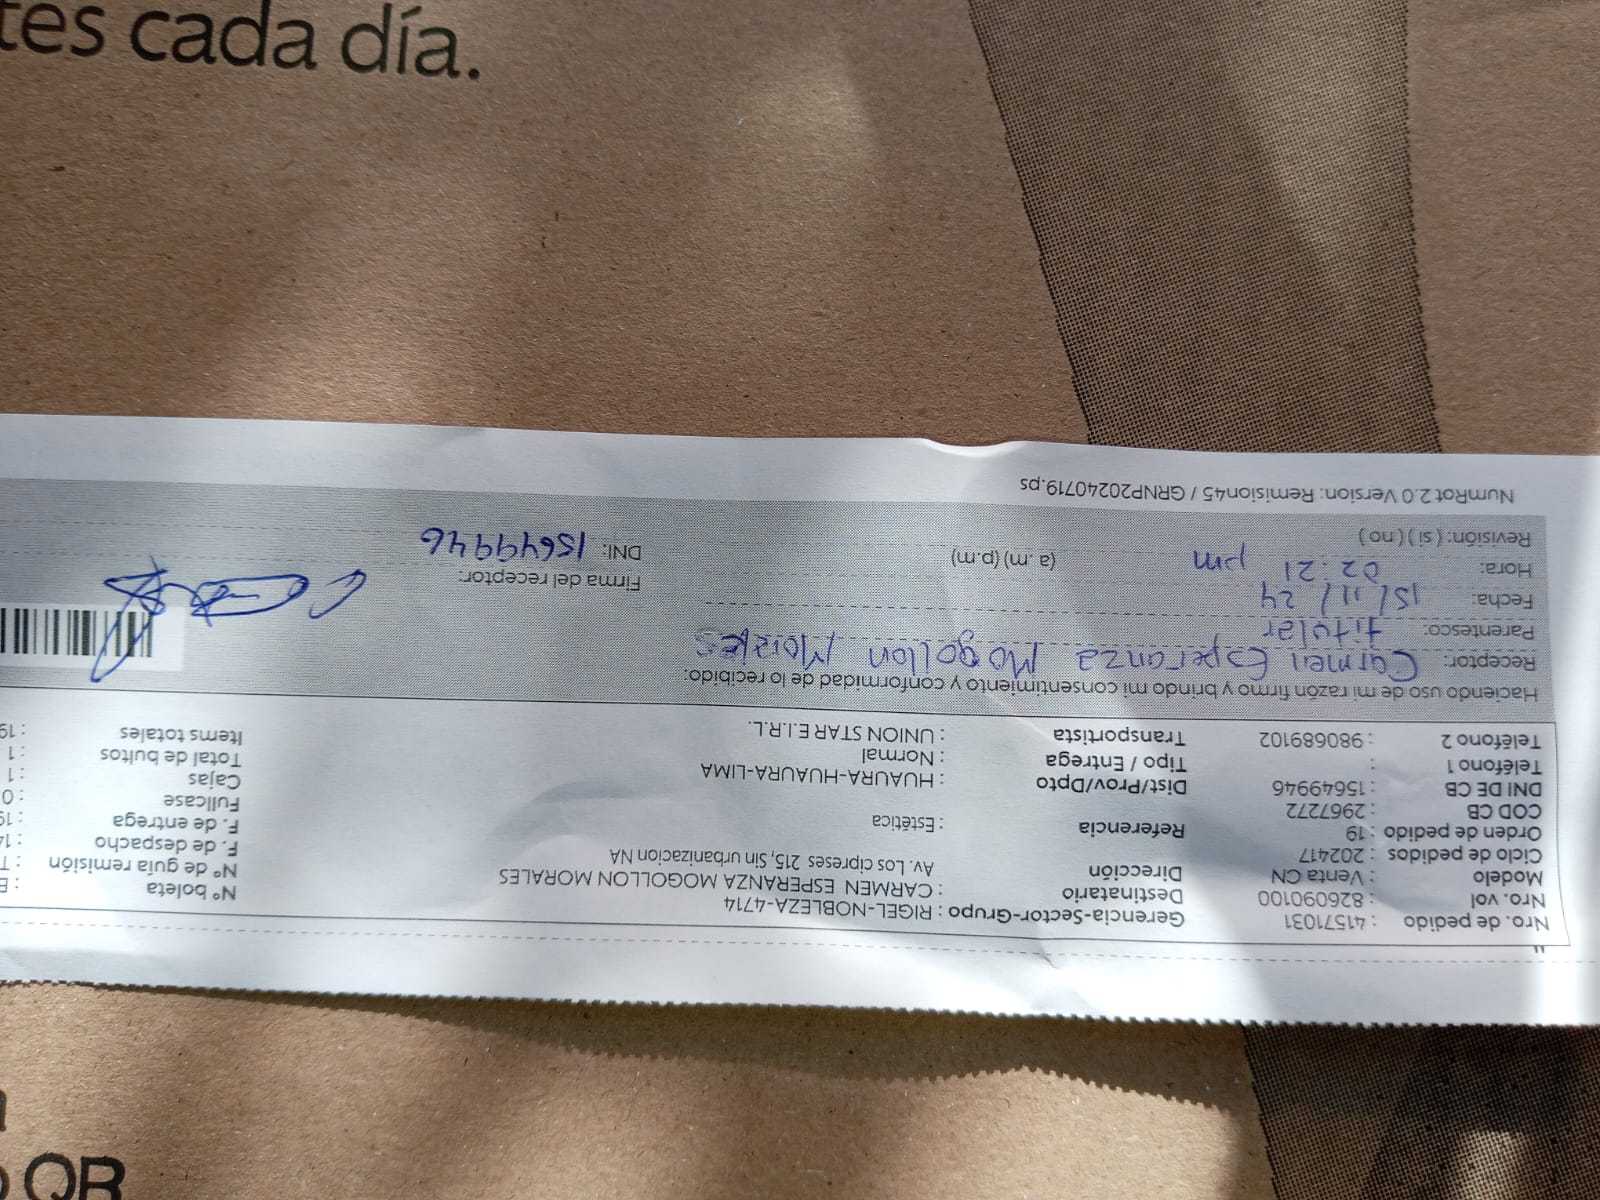 tes cada día.
Nro. de pedido : 41571031
Nro. vol : 826090100
Modelo : Venta CN
Ciclo de pedidos : 202417
Orden de pedido : 19
COD CB : 2967272
DNI DE CB : 15649946
Teléfono 1 :
Teléfono 2 : 980689102
Gerencia-Sector-Grupo : RIGEL-NOBLEZA-4714
Destinatario : CARMEN ESPERANZA MOGOLLON MORALES
Dirección Av. Los cipreses 215, Sin urbanizacion NA
Referencia : Estética
Dist/Prov/Dpto : HUAURA-HUAURA-LIMA
Tipo / Entrega : Normal
Transportista : UNION STAR E.I.R.L.
Nº boleta :
Nº de guía remisión :
F. de despacho :
F. de entrega :
Fullcase :
Cajas : 1
Total de bultos : 1
Items totales :
Haciendo uso de mi razón firmo y brindo mi consentimiento y conformidad de lo recibido:
Receptor: Carmen Esperanza Mogollon Morales
Parentesco: titular
Fecha: 15/11/24
Hora: 02:21 pm (a.m) (p.m)
Revisión: ( si ) ( no )
Firma del receptor:
DNI: 15649946
NumRot 2.0 Version: Remision45 / GRNP20240719.ps
QR